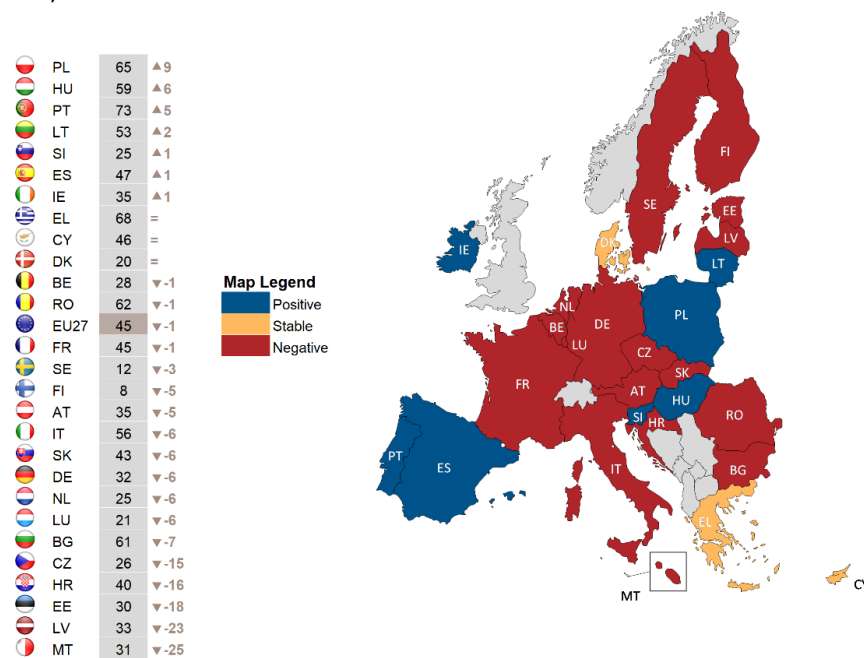 PL 65 ▲9
HU 59 ▲6
PT 73 ▲5
LT 53 ▲2
SI 25 ▲1
ES 47 ▲1
IE 35 ▲1
EL 68 =
CY 46 =
DK 20 =
BE 28 ▼-1
RO 62 ▼-1
EU27 45 ▼-1
FR 45 ▼-1
SE 12 ▼-3
FI 8 ▼-5
AT 35 ▼-5
IT 56 ▼-6
SK 43 ▼-6
DE 32 ▼-6
NL 25 ▼-6
LU 21 ▼-6
BG 61 ▼-7
CZ 26 ▼-15
HR 40 ▼-16
EE 30 ▼-18
LV 33 ▼-23
MT 31 ▼-25
Map Legend
Positive
Stable
Negative
FI
SE
EE
LV
DK
LT
IE
NL
PL
BE
DE
LU
CZ
SK
FR
AT
HU
SI
HR
RO
PT
ES
IT
BG
EL
MT
CY